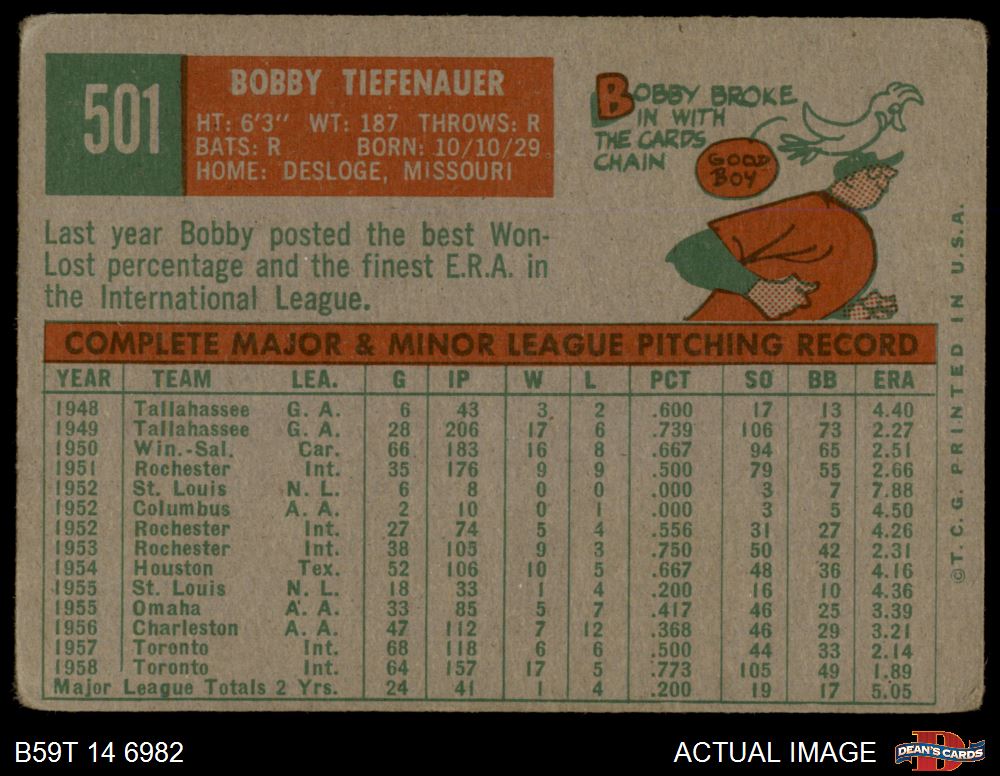 501
BOBBY TIEFENAUER
HT: 6'3" WT: 187 THROWS: R
BATS: R BORN: 10/10/29
HOME: DESLOGE, MISSOURI
BOBBY BROKE
IN WITH
THE CARDS
CHAIN
GOOD
BOY
Last year Bobby posted the best Won-
Lost percentage and the finest E.R.A. in
the International League.
COMPLETE MAJOR & MINOR LEAGUE PITCHING RECORD
YEAR TEAM LEA. G IP W L PCT SO BB ERA
1948 Tallahassee G. A. 6 43 3 2 .600 17 13 4.40
1949 Tallahassee G. A. 28 206 17 6 .739 106 73 2.27
1950 Win.-Sal. Car. 66 183 16 8 .667 94 65 2.51
1951 Rochester Int. 35 176 9 9 .500 79 55 2.66
1952 St. Louis N. L. 6 8 0 0 .000 3 7 7.88
1952 Columbus A. A. 2 10 0 1 .000 3 5 4.50
1952 Rochester Int. 27 74 5 4 .556 31 27 4.26
1953 Rochester Int. 38 105 9 3 .750 50 42 2.31
1954 Houston Tex. 52 106 10 5 .667 48 36 4.16
1955 St. Louis N. L. 18 33 1 4 .200 16 10 4.36
1955 Omaha A. A. 33 85 5 7 .417 46 25 3.39
1956 Charleston A. A. 47 112 7 12 .368 46 29 3.21
1957 Toronto Int. 68 118 6 6 .500 44 33 2.14
1958 Toronto Int. 64 157 17 5 .773 105 49 1.89
Major League Totals 2 Yrs. 24 41 1 4 .200 19 17 5.05
©T.C.G. PRINTED IN U.S.A.
B59T 14 6982
ACTUAL IMAGE
DEAN'S CARDS